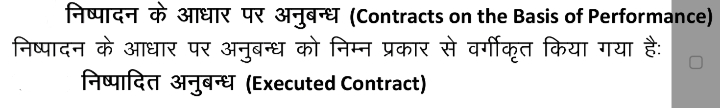 निष्पादन के आधार पर अनुबन्ध (Contracts on the Basis of Performance)
निष्पादन के आधार पर अनुबन्ध को निम्न प्रकार से वर्गीकृत किया गया है:
निष्पादित अनुबन्ध (Executed Contract)